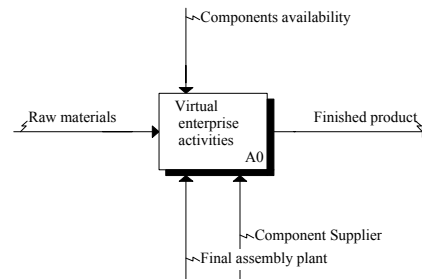 Components availability
Raw materials
Virtual
enterprise
activities
A0
Finished product
Component Supplier
Final assembly plant